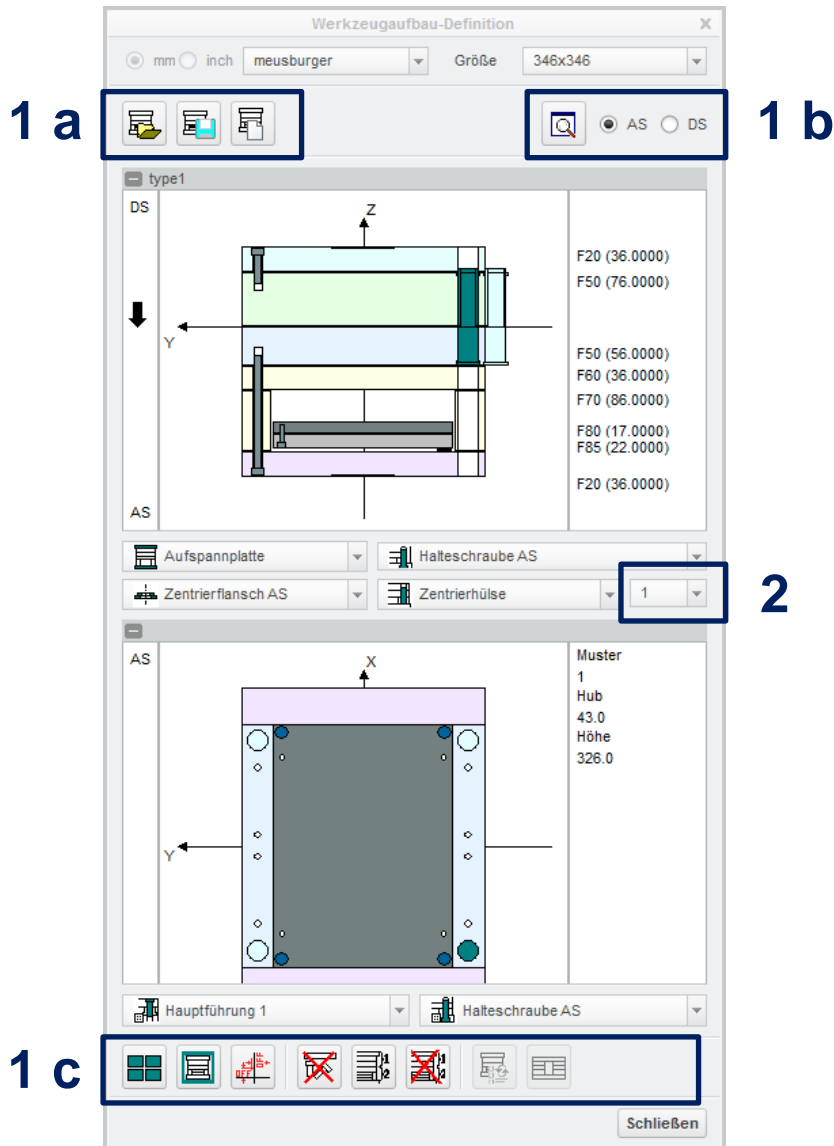 Werkzeugaufbau-Definition x
mm inch meusburger Größe 346x346
1 a
AS DS
1 b
type1
DS
Z
Y
AS
F20 (36.0000)
F50 (76.0000)
F50 (56.0000)
F60 (36.0000)
F70 (86.0000)
F80 (17.0000)
F85 (22.0000)
F20 (36.0000)
Aufspannplatte Halteschraube AS
Zentrierflansch AS Zentrierhülse 1
2
AS
X
Y
Muster
1
Hub
43.0
Höhe
326.0
Hauptführung 1 Halteschraube AS
1 c
Schließen